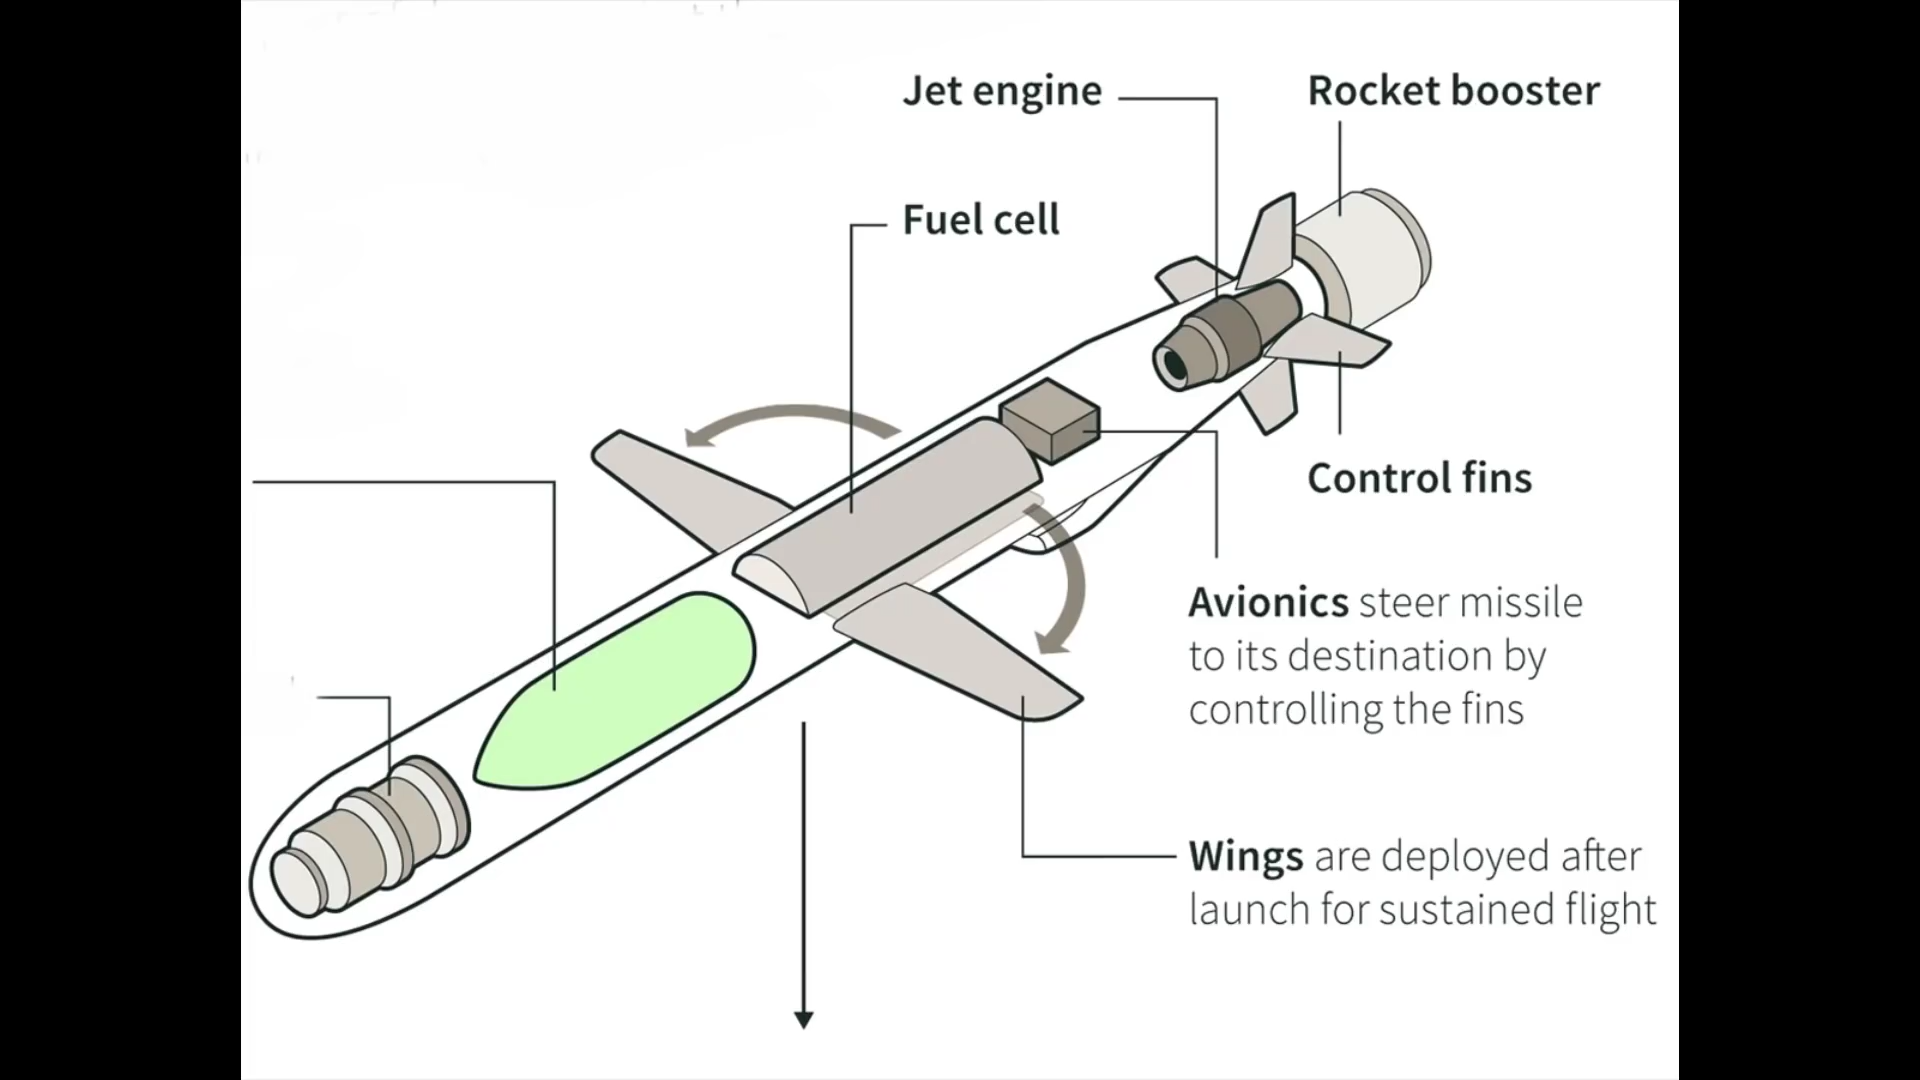 Jet engine
Rocket booster
Fuel cell
Control fins
Avionics steer missile
to its destination by
controlling the fins
Wings are deployed after
launch for sustained flight